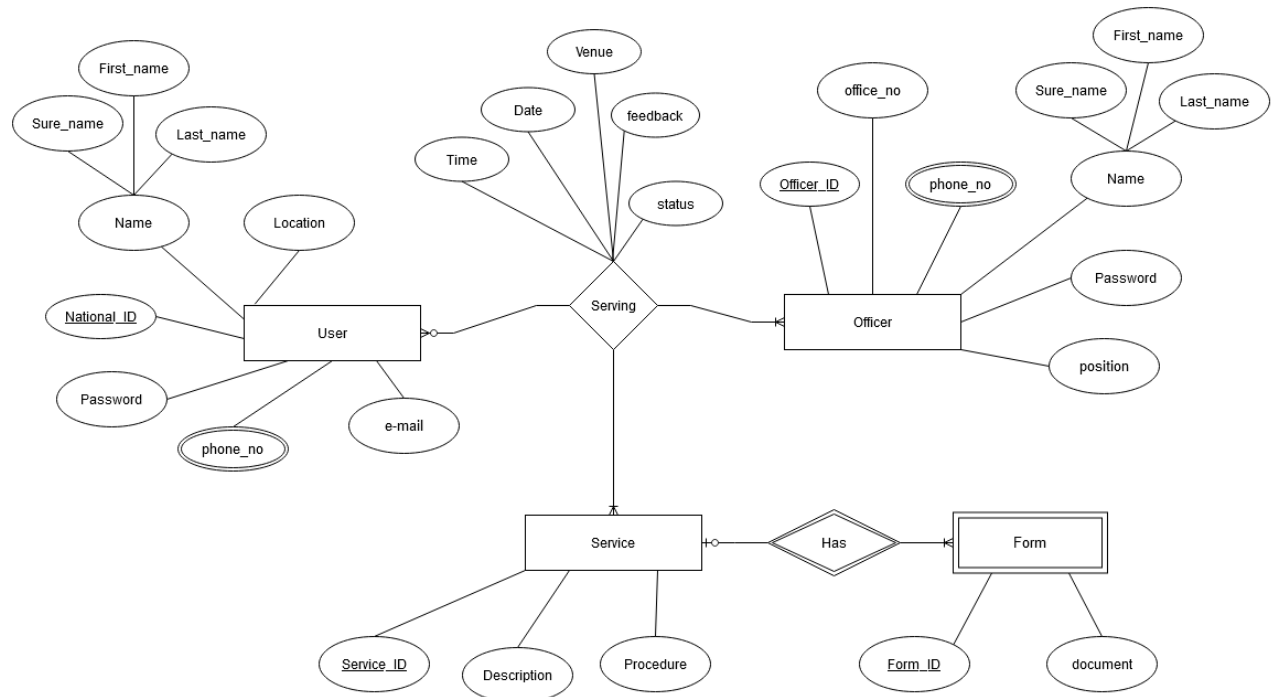 First_name
Sure_name
Last_name
Name
Location
National_ID
User
Password
phone_no
e-mail
Venue
Date
feedback
Time
status
Serving
office_no
Officer_ID
phone_no
First_name
Sure_name
Last_name
Name
Password
Officer
position
Service
Has
Form
Service_ID
Description
Procedure
Form_ID
document